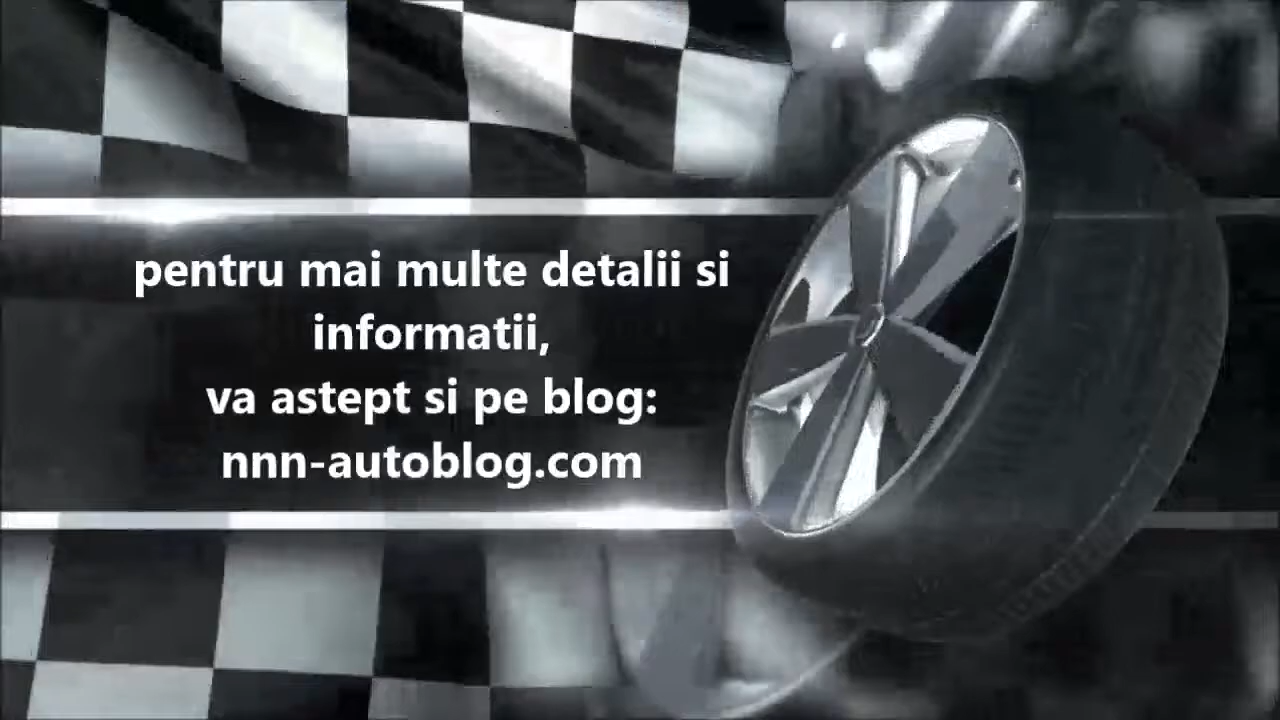 pentru mai multe detalii si
informatii,
va astept si pe blog:
nnn-autoblog.com